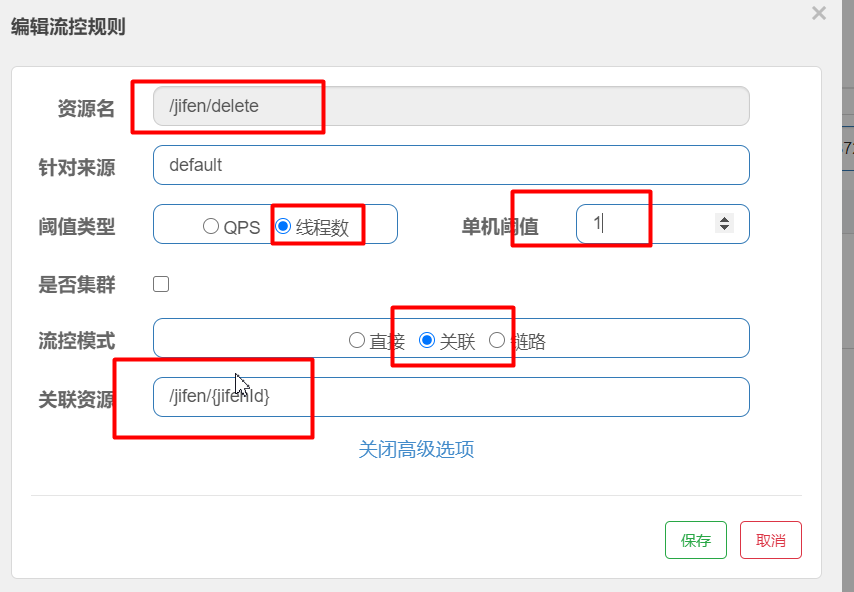 编辑流控规则 ×
资源名 /jifen/delete
针对来源 default
阈值类型 QPS 线程数 单机阈值 1
是否集群
流控模式 直接 关联 链路
关联资源 /jifen/{jifenId}
关闭高级选项
保存 取消